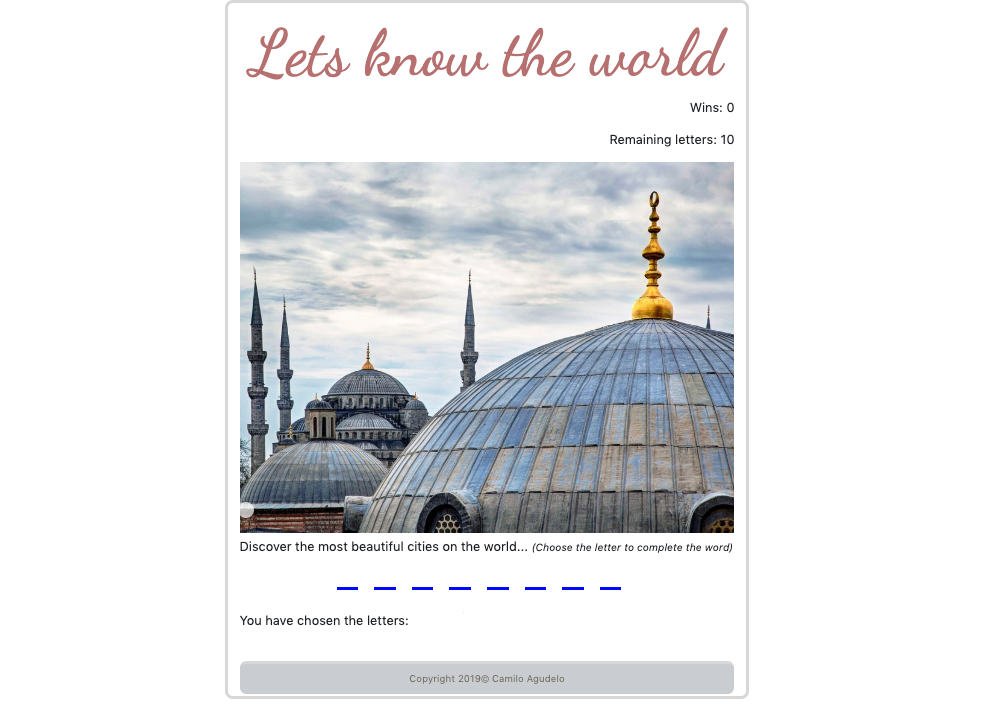 Lets know the world
Wins: 0
Remaining letters: 10
Discover the most beautiful cities on the world... (Choose the letter to complete the word)
You have chosen the letters:
Copyright 2019© Camilo Agudelo